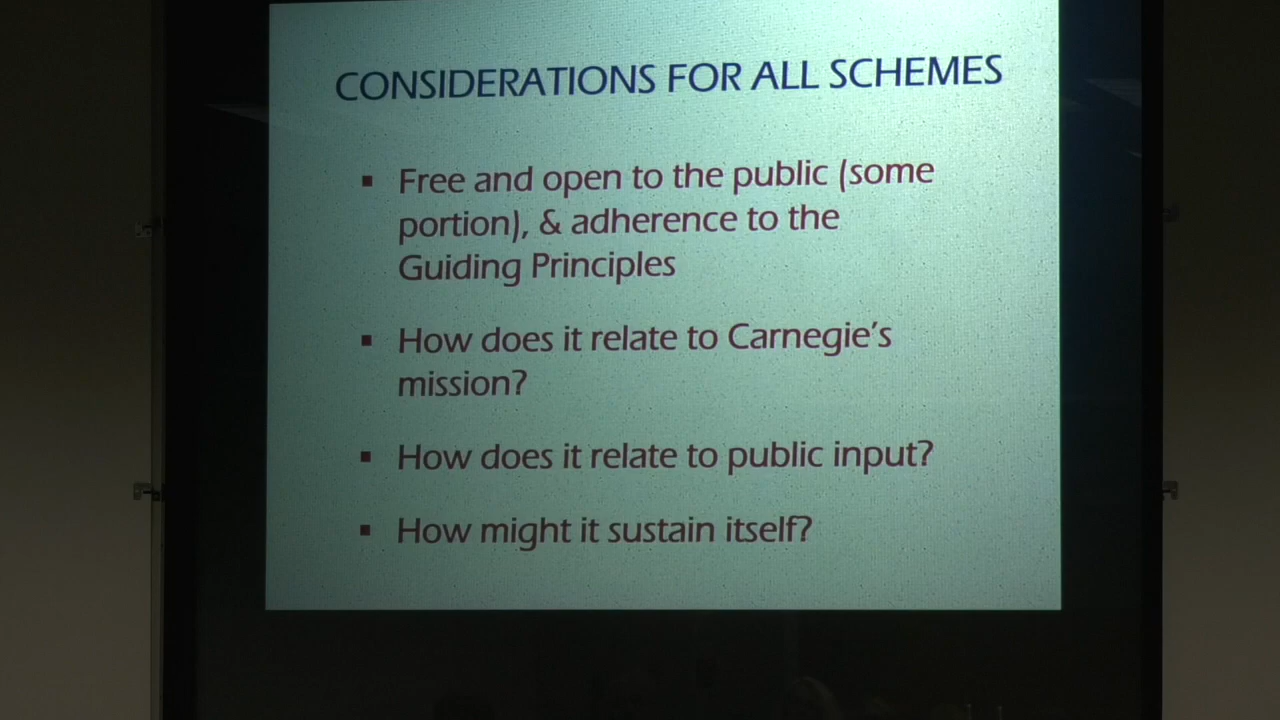 CONSIDERATIONS FOR ALL SCHEMES
▪ Free and open to the public (some
portion), & adherence to the
Guiding Principles
▪ How does it relate to Carnegie's
mission?
▪ How does it relate to public input?
▪ How might it sustain itself?